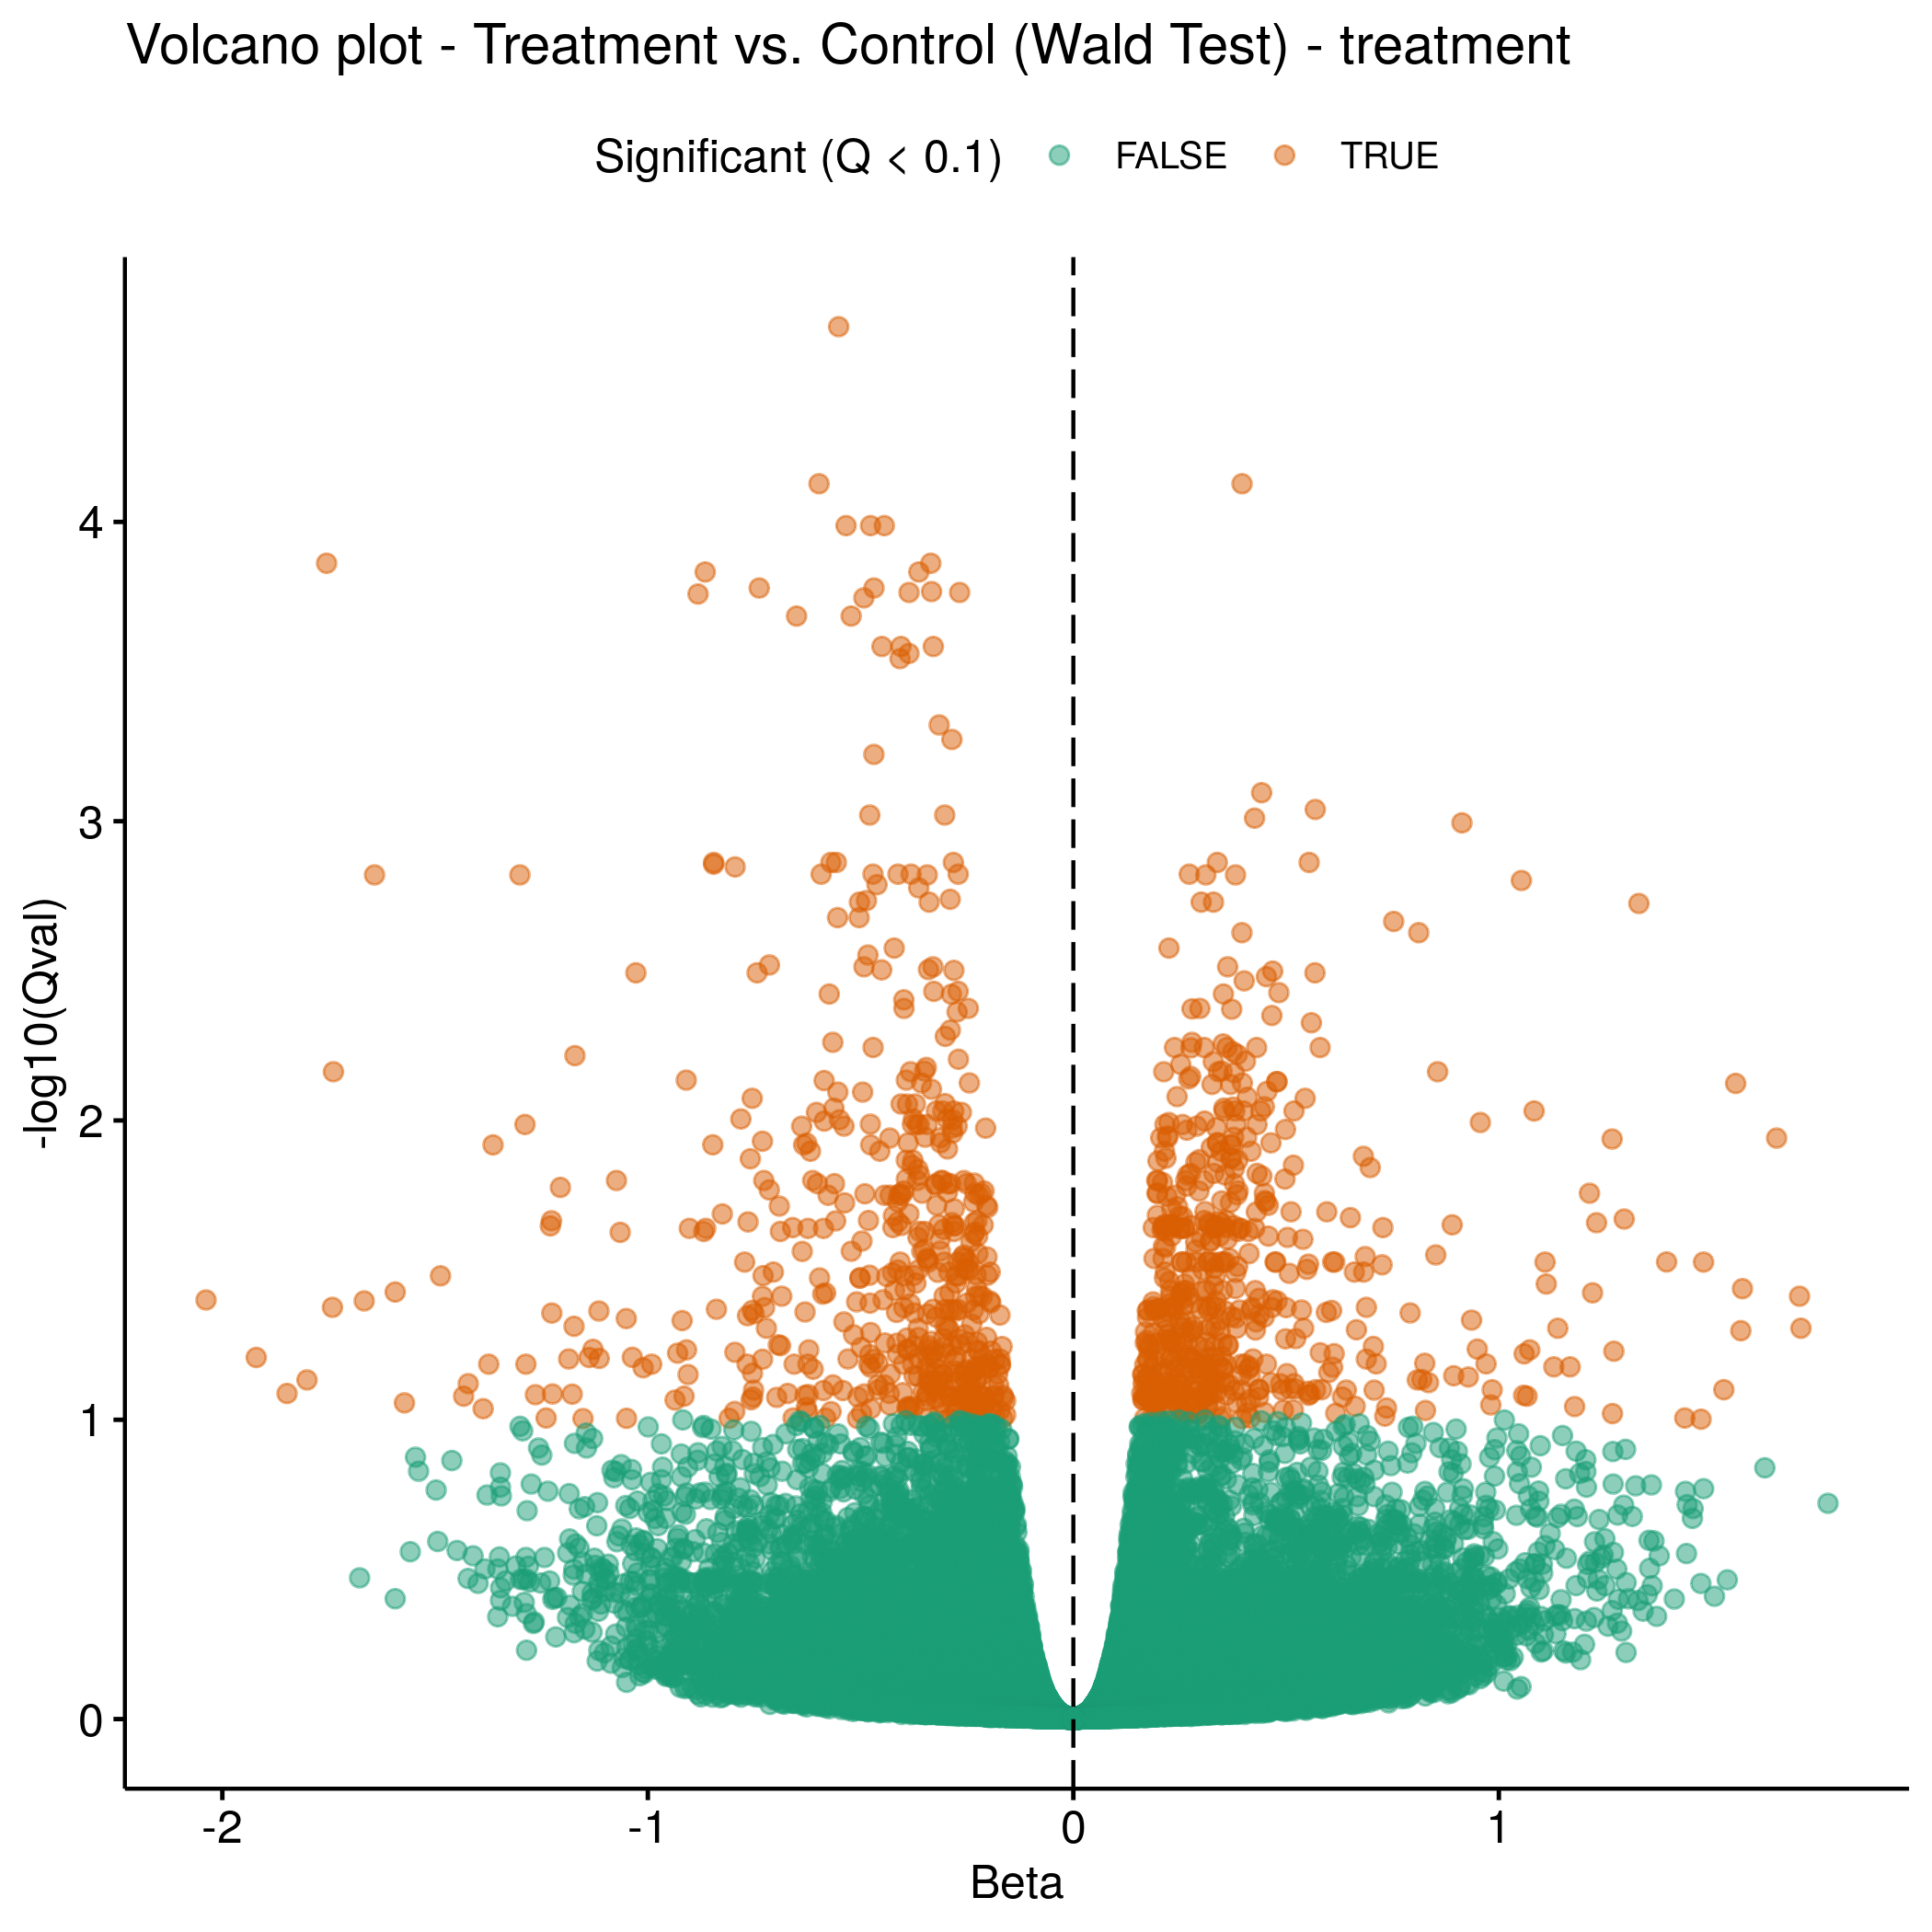 Volcano plot - Treatment vs. Control (Wald Test) - treatment
Significant (Q < 0.1) FALSE TRUE
-log10(Qval)
4
3
2
1
0
-2 -1 0 1
Beta